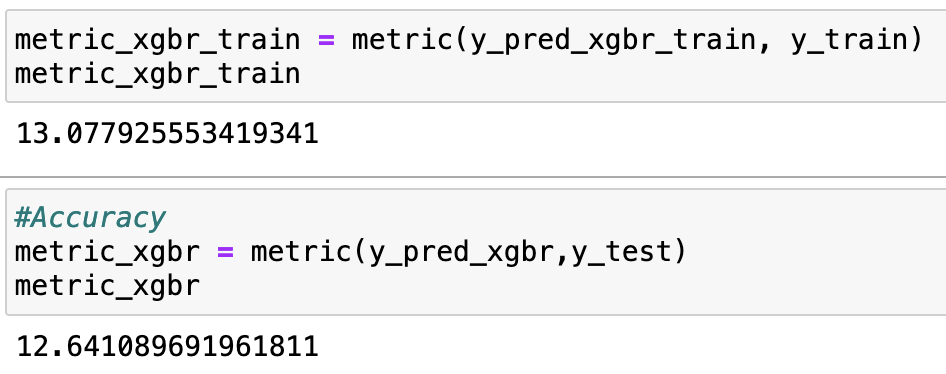 metric_xgbr_train = metric(y_pred_xgbr_train, y_train)
metric_xgbr_train
13.077925553419341
#Accuracy
metric_xgbr = metric(y_pred_xgbr,y_test)
metric_xgbr
12.641089691961811